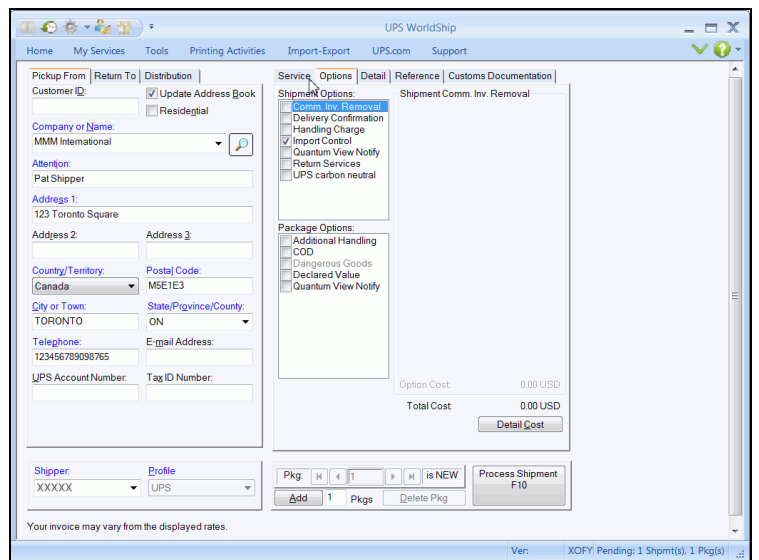 UPS WorldShip
Home My Services Tools Printing Activities Import-Export UPS.com Support
Pickup From Return To Distribution
Customer ID:
Update Address Book
Residential
Company or Name:
MMM International
Attention:
Pat Shipper
Address 1:
123 Toronto Square
Address 2: Address 3:
Country/Territory: Postal Code:
Canada M5E1E3
City or Town: State/Province/County:
TORONTO ON
Telephone: E-mail Address:
123456789098765
UPS Account Number: Tax ID Number:
Service Options Detail Reference Customs Documentation
Shipment Options:
Comm. Inv. Removal
Delivery Confirmation
Handling Charge
Import Control
Quantum View Notify
Return Services
UPS carbon neutral
Package Options:
Additional Handling
COD
Dangerous Goods
Declared Value
Quantum View Notify
Shipment Comm. Inv. Removal
Option Cost: 0.00 USD
Total Cost: 0.00 USD
Detail Cost
Shipper: Profile
XXXXX UPS
Pkg: 1 is NEW
Add 1 Pkgs Delete Pkg
Process Shipment
F10
Your invoice may vary from the displayed rates.
Ver: XOFY Pending: 1 Shpmt(s), 1 Pkg(s)